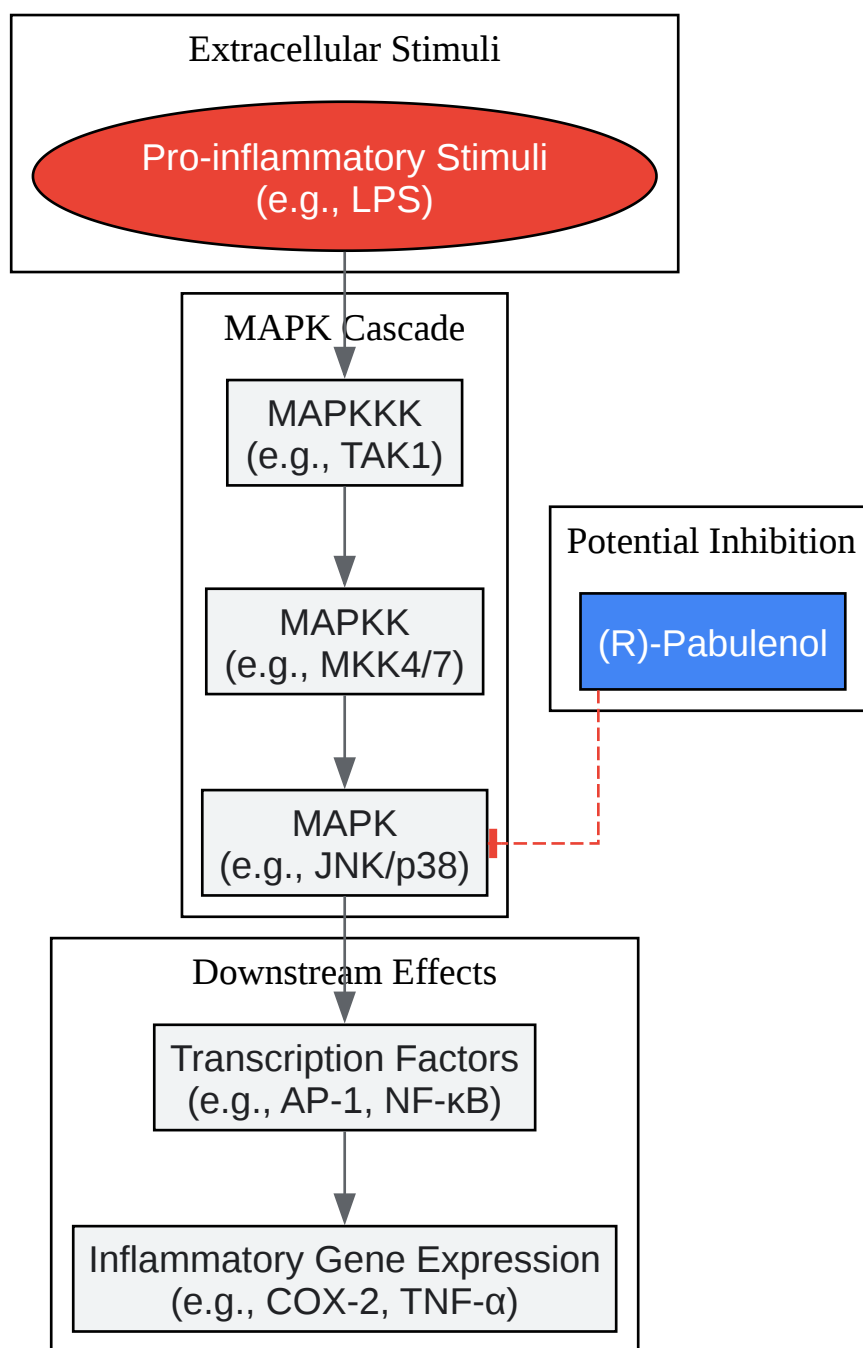 Extracellular Stimuli
Pro-inflammatory Stimuli
(e.g., LPS)
MAPK Cascade
MAPKKK
(e.g., TAK1)
MAPKK
(e.g., MKK4/7)
MAPK
(e.g., JNK/p38)
Potential Inhibition
(R)-Pabulenol
Downstream Effects
Transcription Factors
(e.g., AP-1, NF-κB)
Inflammatory Gene Expression
(e.g., COX-2, TNF-α)